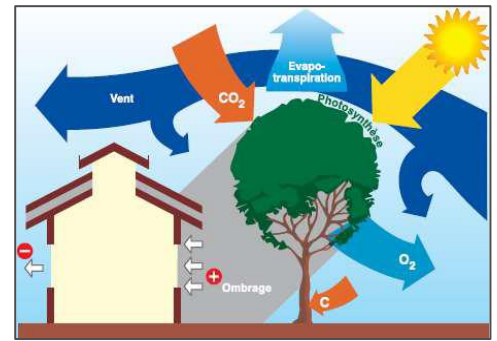 Evapo-
transpiration
Vent
CO2
Photosynthèse
−
+
Ombrage
O2
C